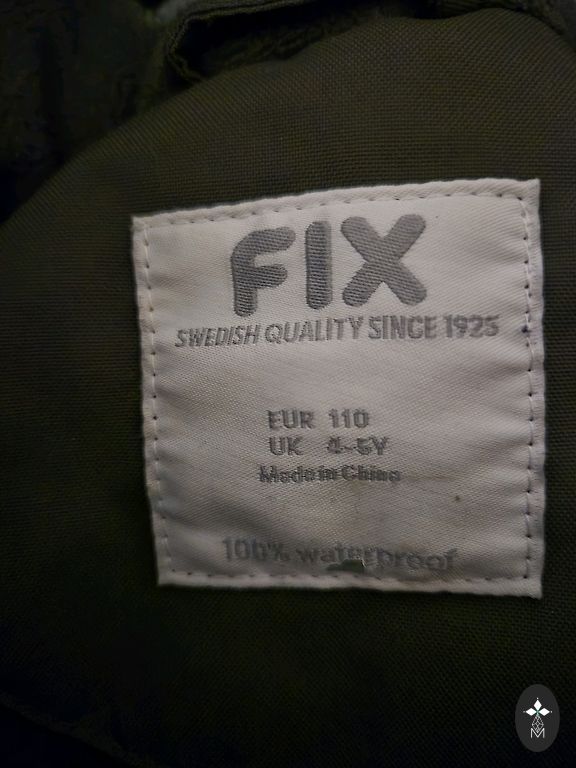 FIX
SWEDISH QUALITY SINCE 1925
EUR 110
UK 4-5Y
Made in China
100% waterproof
M